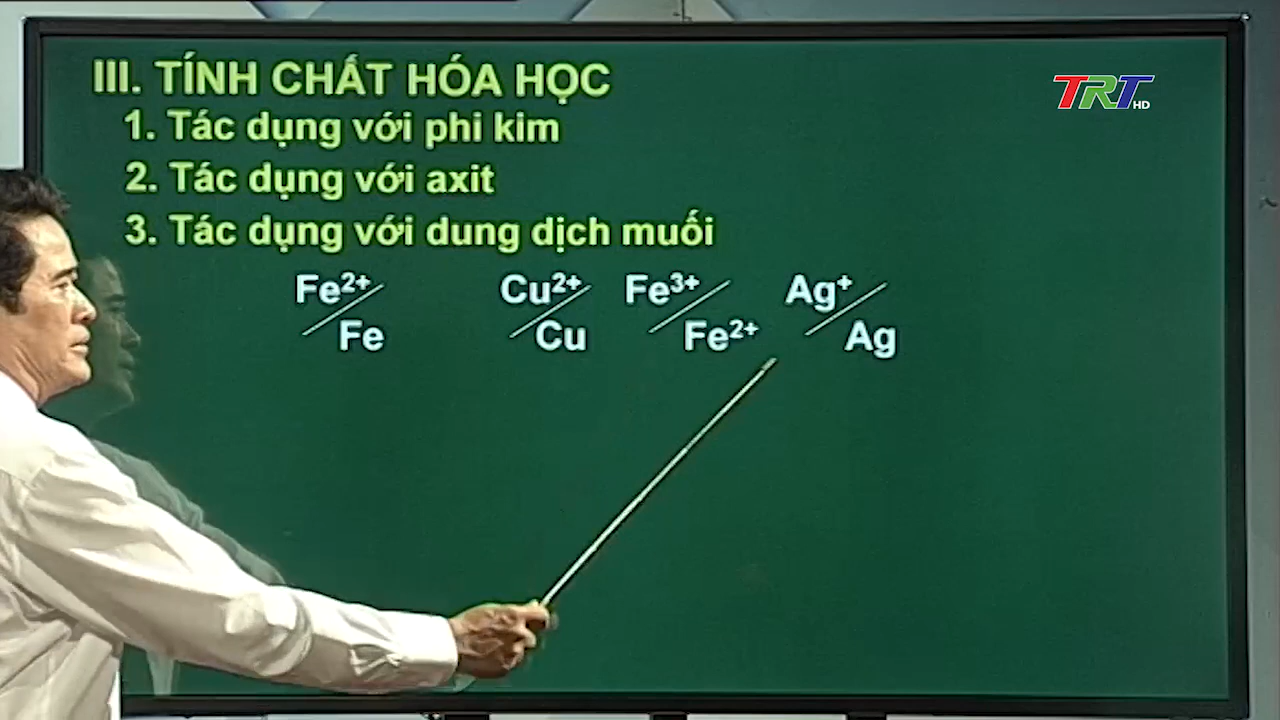 III. TÍNH CHẤT HÓA HỌC
TRT HD
1. Tác dụng với phi kim
2. Tác dụng với axit
3. Tác dụng với dung dịch muối
Fe²⁺/Fe Cu²⁺/Cu Fe³⁺/Fe²⁺ Ag⁺/Ag